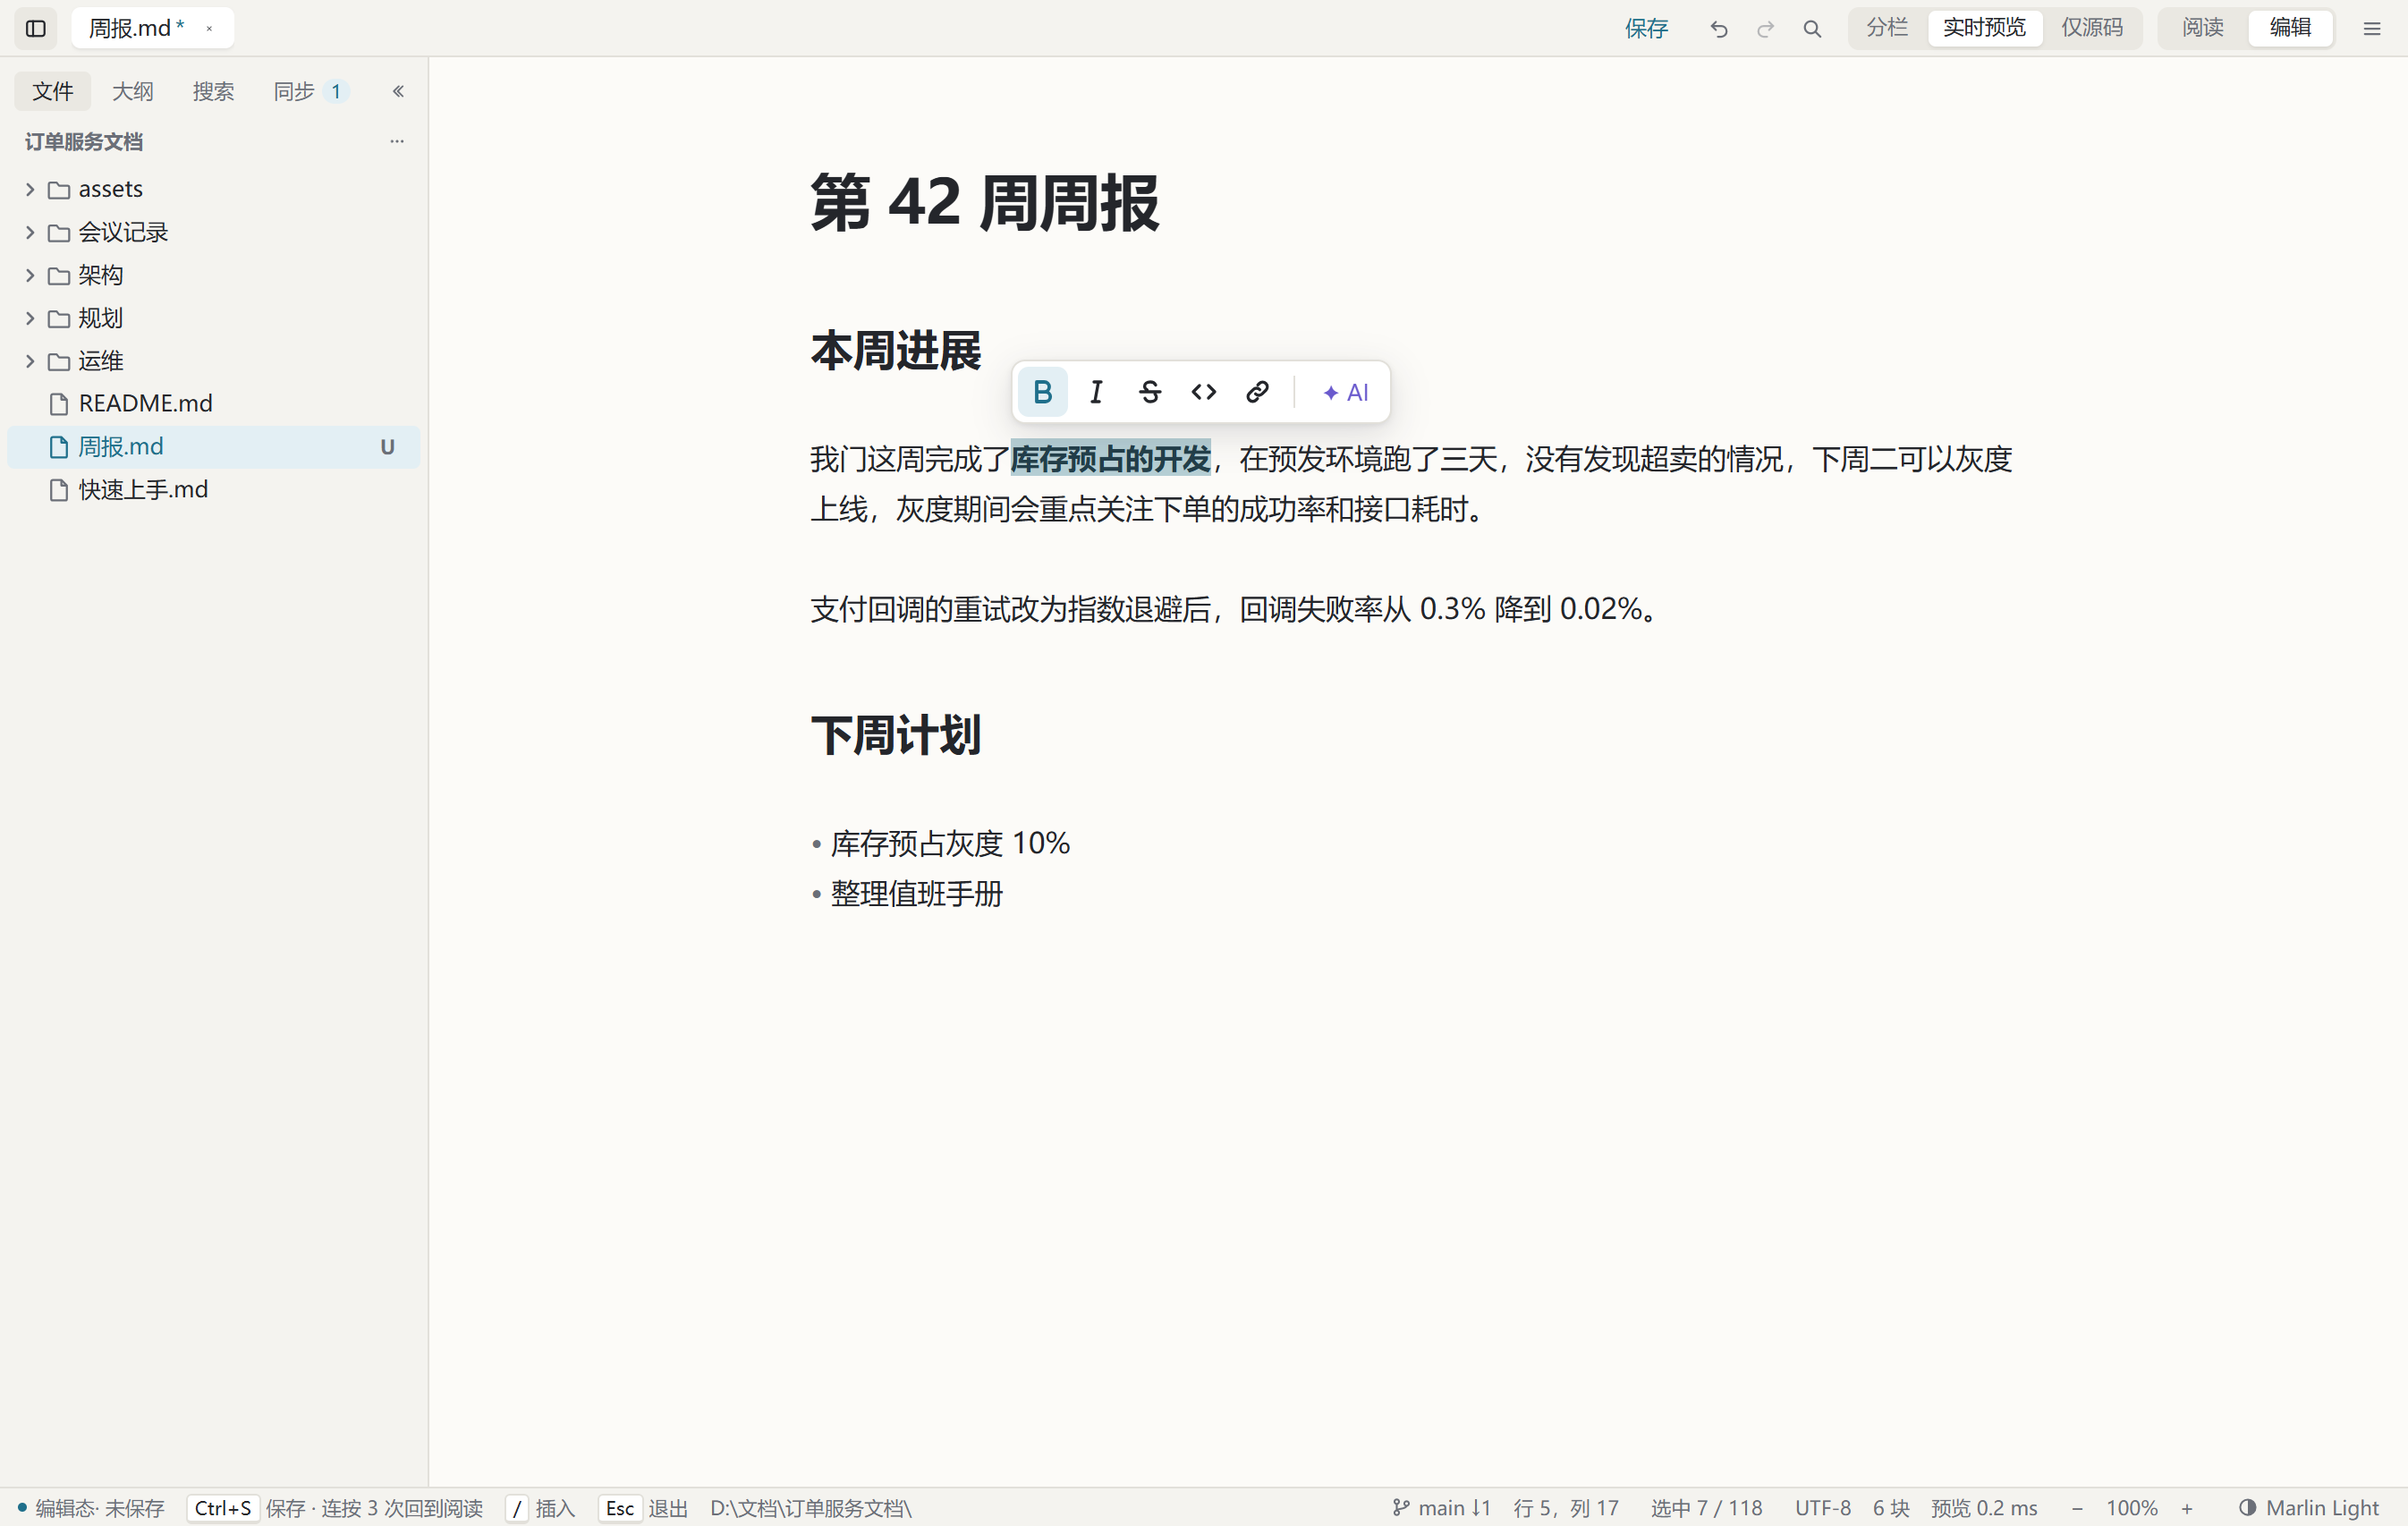 周报.md * ×
保存
分栏 实时预览 仅源码
阅读 编辑
文件 大纲 搜索 同步 1 «
订单服务文档 ···
assets
会议记录
架构
规划
运维
README.md
周报.md U
快速上手.md
第 42 周周报
本周进展
B I S <> AI
我门这周完成了库存预占的开发，在预发环境跑了三天，没有发现超卖的情况，下周二可以灰度
上线，灰度期间会重点关注下单的成功率和接口耗时。
支付回调的重试改为指数退避后，回调失败率从 0.3% 降到 0.02%。
下周计划
• 库存预占灰度 10%
• 整理值班手册
编辑态· 未保存 Ctrl+S 保存 · 连按 3 次回到阅读 / 插入 Esc 退出 D:\文档\订单服务文档\ main ↓1 行 5，列 17 选中 7 / 118 UTF-8 6 块 预览 0.2 ms − 100% + Marlin Light